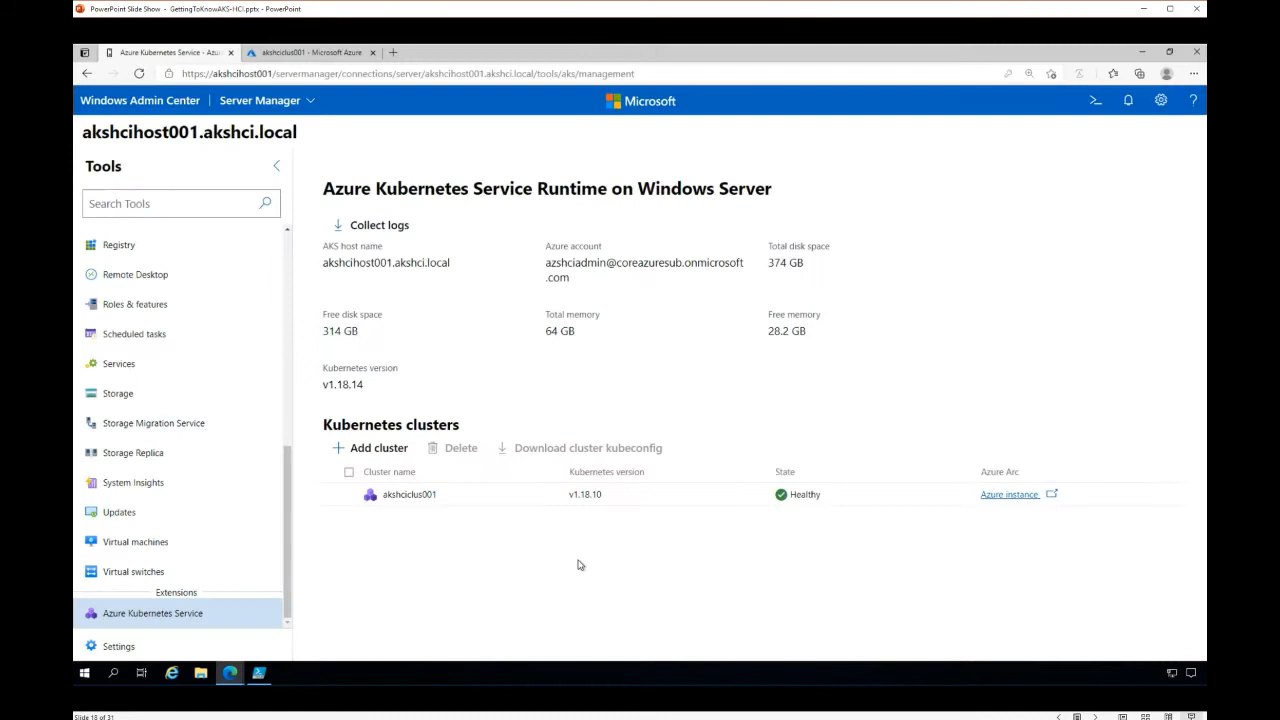 PowerPoint Slide Show - GettingToKnowAKS-HCI.pptx - PowerPoint
Azure Kubernetes Service - Azur
akshciclus001 - Microsoft Azure
https://akshcihost001/servermanager/connections/server/akshcihost001.akshci.local/tools/aks/management
Windows Admin Center | Server Manager
Microsoft
akshcihost001.akshci.local
Tools
Search Tools
Registry
Remote Desktop
Roles & features
Scheduled tasks
Services
Storage
Storage Migration Service
Storage Replica
System Insights
Updates
Virtual machines
Virtual switches
Extensions
Azure Kubernetes Service
Settings
Azure Kubernetes Service Runtime on Windows Server
Collect logs
AKS host name
akshcihost001.akshci.local
Azure account
azshciadmin@coreazuresub.onmicrosoft
.com
Total disk space
374 GB
Free disk space
314 GB
Total memory
64 GB
Free memory
28.2 GB
Kubernetes version
v1.18.14
Kubernetes clusters
Add cluster Delete Download cluster kubeconfig
Cluster name Kubernetes version State Azure Arc
akshciclus001 v1.18.10 Healthy Azure instance
Slide 18 of 31